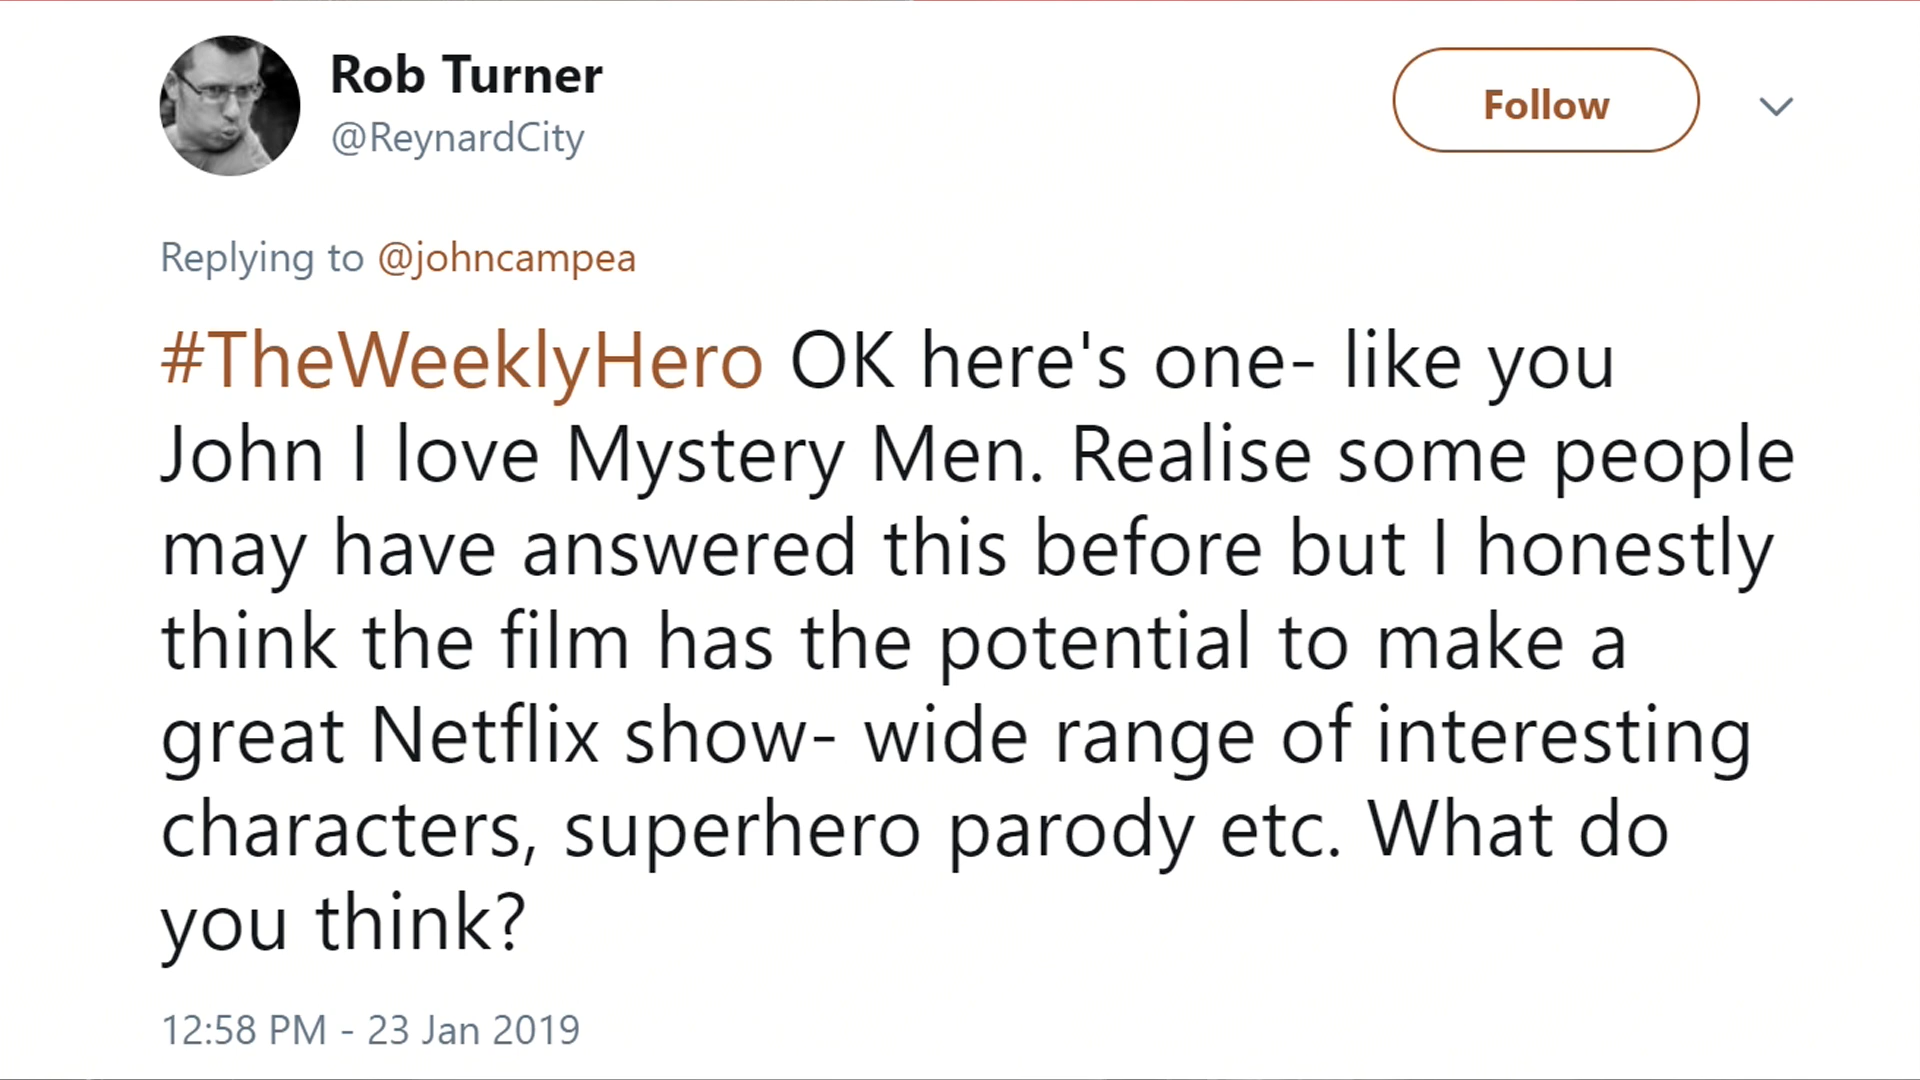 Rob Turner
@ReynardCity
Follow
Replying to @johncampea
#TheWeeklyHero OK here's one- like you
John I love Mystery Men. Realise some people
may have answered this before but I honestly
think the film has the potential to make a
great Netflix show- wide range of interesting
characters, superhero parody etc. What do
you think?
12:58 PM - 23 Jan 2019